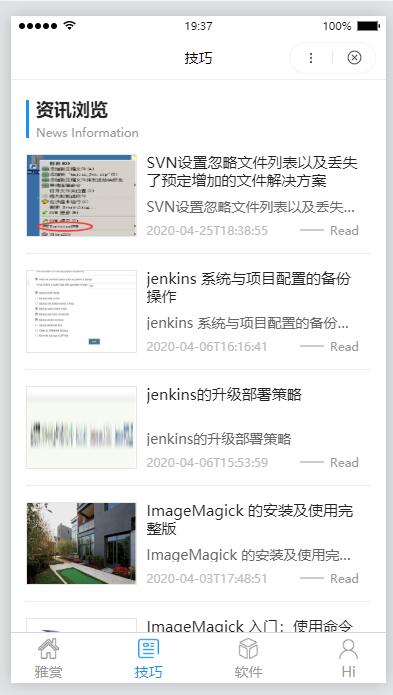 19:37
100%
技巧
资讯浏览
News Information
SVN设置忽略文件列表以及丢失
了预定增加的文件解决方案
SVN设置忽略文件列表以及丢失...
2020-04-25T18:38:55
Read
jenkins 系统与项目配置的备份
操作
jenkins 系统与项目配置的备份...
2020-04-06T16:16:41
Read
jenkins的升级部署策略
jenkins的升级部署策略
2020-04-06T15:53:59
Read
ImageMagick 的安装及使用完
整版
ImageMagick 的安装及使用完...
2020-04-03T17:48:51
Read
ImageMagick 入门：使用命令
雅赏
技巧
软件
Hi